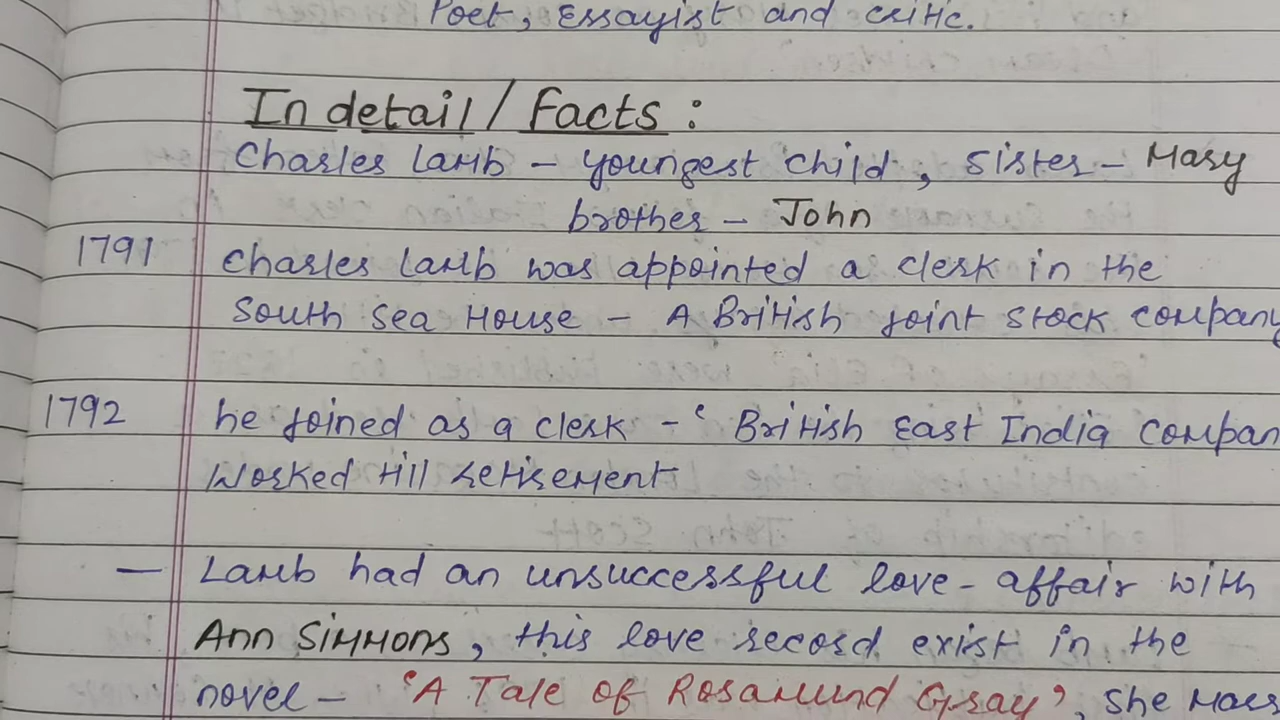 Poet, Essayist and critic.
In detail / Facts :
Charles Lamb – youngest child, sister – Mary
brother – John
1791 Charles Lamb was appointed a clerk in the
South Sea House – A British joint stock company
1792 he joined as a clerk – ‘ British East India compan
Worked till retirement
— Lamb had an unsuccessful love-affair with
Ann Simmons, this love record exist in the
novel – ‘A Tale of Rosamund Gray’, She